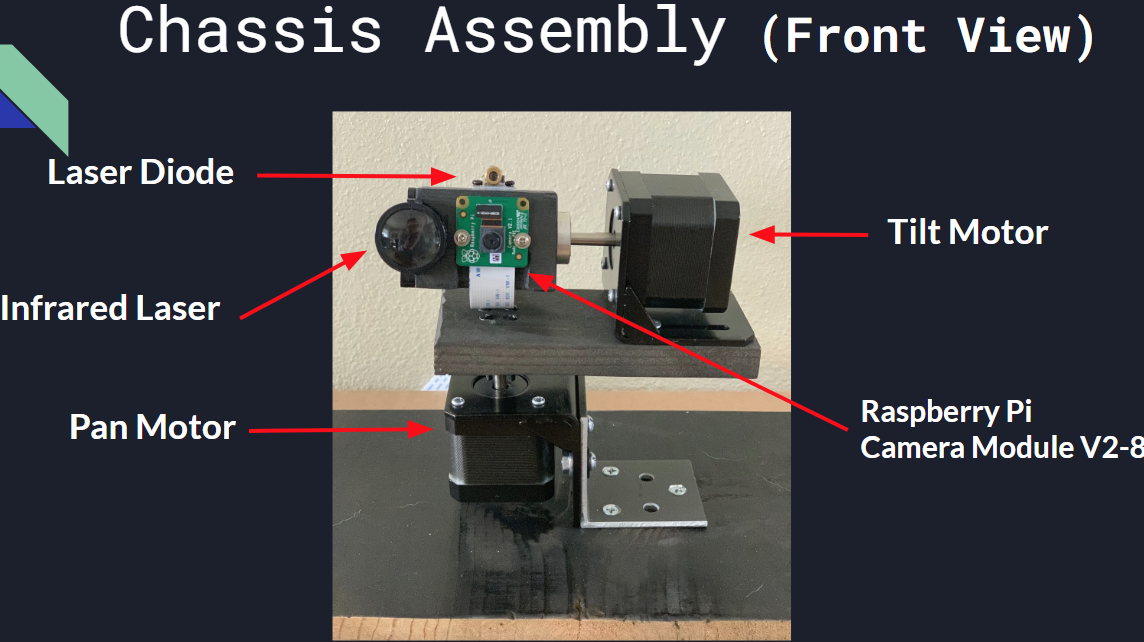 Chassis Assembly (Front View)
Laser Diode
Tilt Motor
Infrared Laser
Pan Motor
Raspberry Pi
Camera Module V2-8